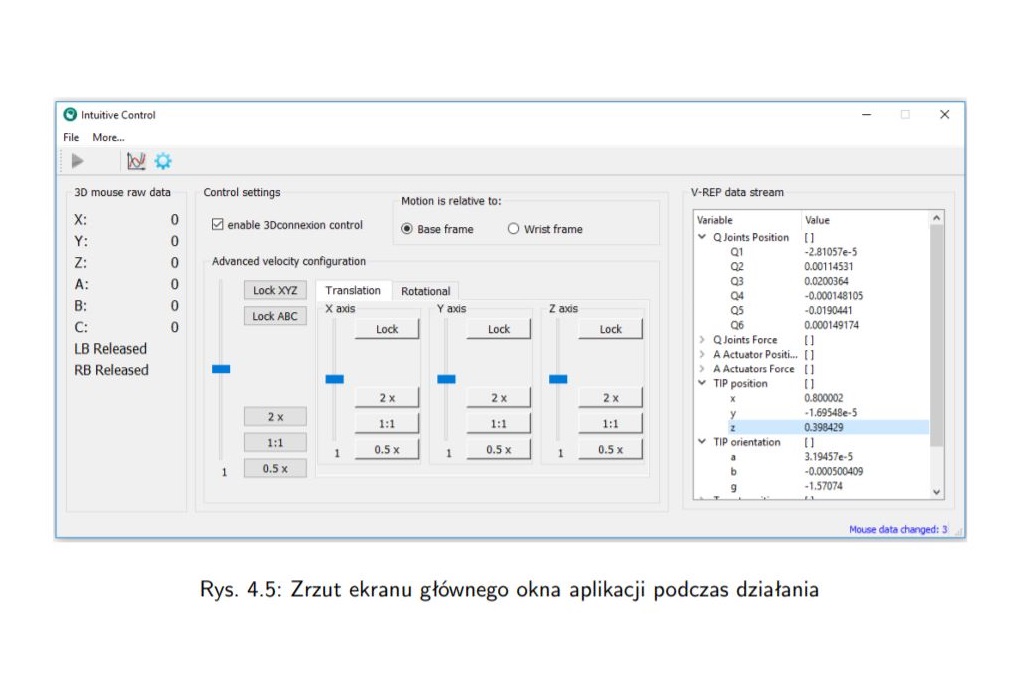 Intuitive Control
File More...
3D mouse raw data
X: 0
Y: 0
Z: 0
A: 0
B: 0
C: 0
LB Released
RB Released
Control settings
enable 3Dconnexion control
Motion is relative to:
Base frame Wrist frame
Advanced velocity configuration
Lock XYZ
Lock ABC
2 x
1:1
0.5 x
1
Translation Rotational
X axis
Lock
2 x
1:1
0.5 x
1
Y axis
Lock
2 x
1:1
0.5 x
1
Z axis
Lock
2 x
1:1
0.5 x
1
V-REP data stream
Variable Value
Q Joints Position [ ]
Q1 -2.81057e-5
Q2 0.00114531
Q3 0.0200364
Q4 -0.000148105
Q5 -0.0190441
Q6 0.000149174
Q Joints Force [ ]
A Actuator Positi... [ ]
A Actuators Force [ ]
TIP position [ ]
x 0.800002
y -1.69548e-5
z 0.398429
TIP orientation [ ]
a 3.19457e-5
b -0.000500409
g -1.57074
Mouse data changed: 3
Rys. 4.5: Zrzut ekranu głównego okna aplikacji podczas działania